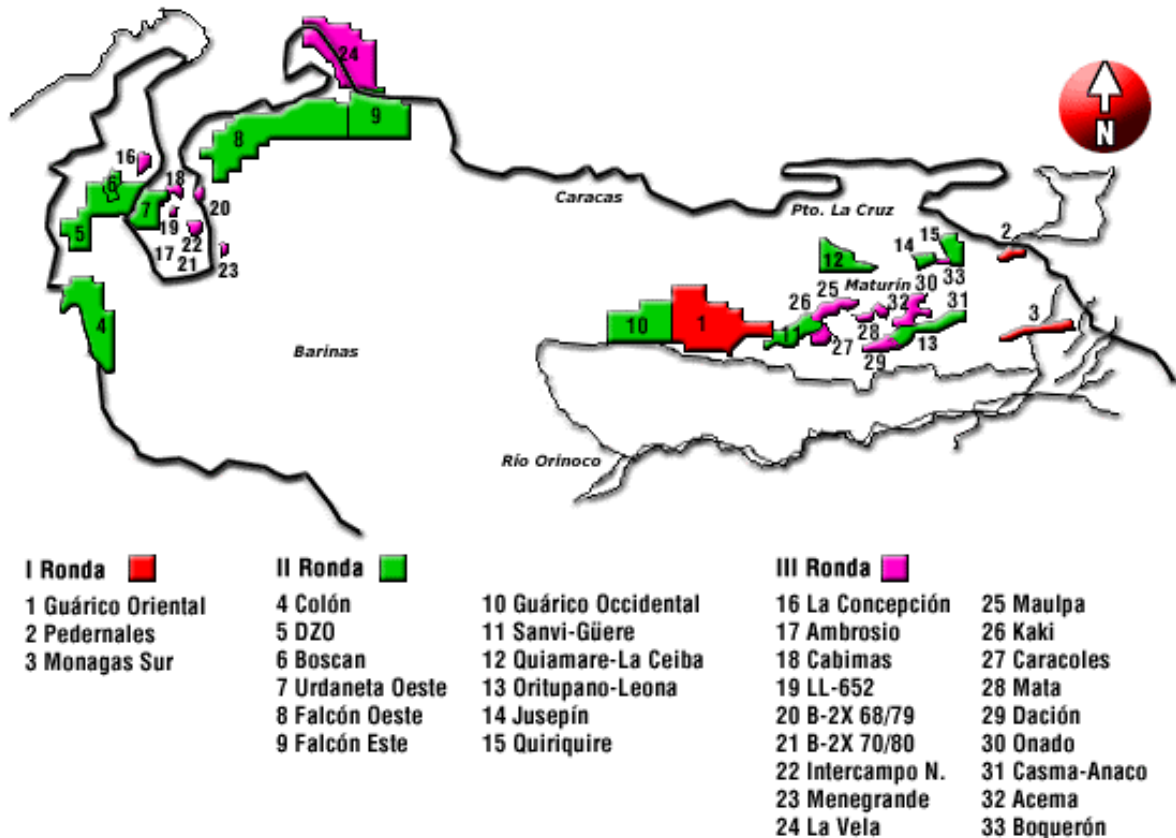 24
N
8
9
16
18
6
Caracas
20
7
Pto. La Cruz
5
19
22
2
15
14
17
23
12
33
21
Maturín
30
25
26
32
31
4
10
1
3
28
11
27
13
Barinas
29
Río Orinoco
I Ronda
1 Guárico Oriental
2 Pedernales
3 Monagas Sur
II Ronda
4 Colón
5 DZO
6 Boscan
7 Urdaneta Oeste
8 Falcón Oeste
9 Falcón Este
10 Guárico Occidental
11 Sanvi-Güere
12 Quiamare-La Ceiba
13 Oritupano-Leona
14 Jusepín
15 Quiriquire
III Ronda
16 La Concepción
17 Ambrosio
18 Cabimas
19 LL-652
20 B-2X 68/79
21 B-2X 70/80
22 Intercampo N.
23 Menegrande
24 La Vela
25 Maulpa
26 Kaki
27 Caracoles
28 Mata
29 Dación
30 Onado
31 Casma-Anaco
32 Acema
33 Boquerón